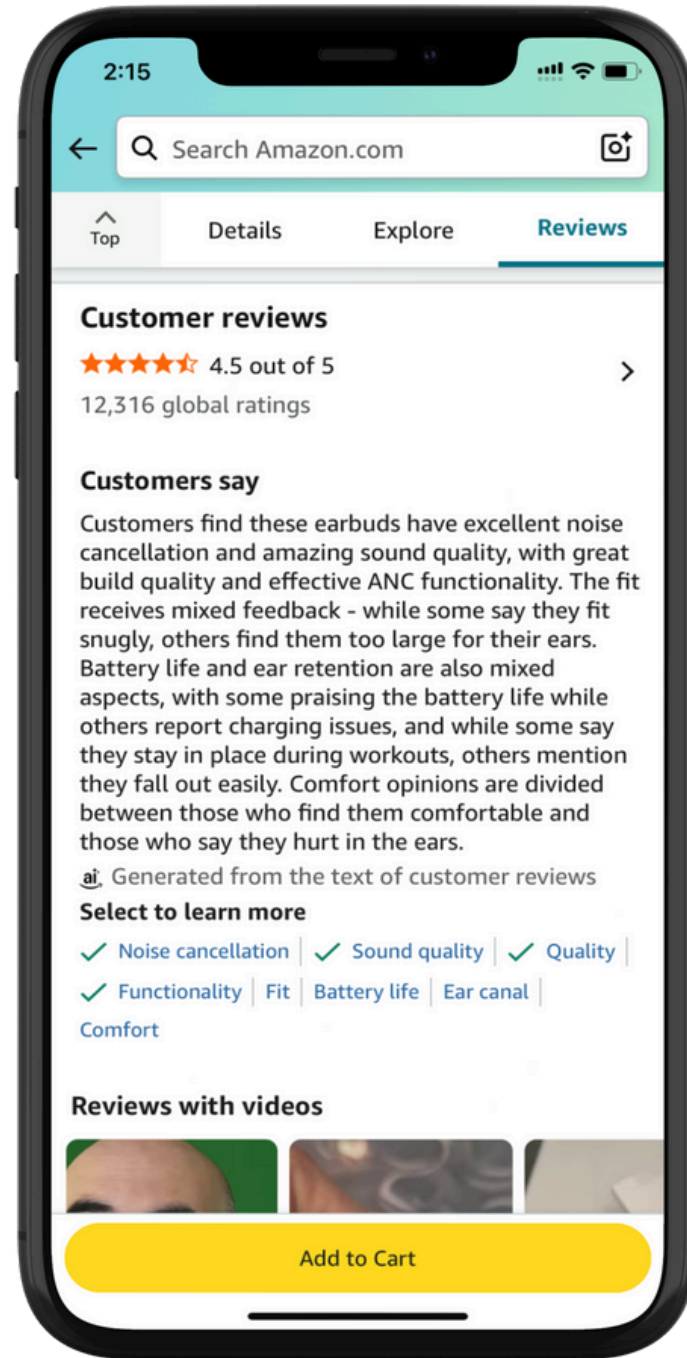 2:15
Search Amazon.com
Top
Details
Explore
Reviews
Customer reviews
4.5 out of 5
12,316 global ratings
Customers say
Customers find these earbuds have excellent noise
cancellation and amazing sound quality, with great
build quality and effective ANC functionality. The fit
receives mixed feedback - while some say they fit
snugly, others find them too large for their ears.
Battery life and ear retention are also mixed
aspects, with some praising the battery life while
others report charging issues, and while some say
they stay in place during workouts, others mention
they fall out easily. Comfort opinions are divided
between those who find them comfortable and
those who say they hurt in the ears.
ai Generated from the text of customer reviews
Select to learn more
Noise cancellation | Sound quality | Quality |
Functionality | Fit | Battery life | Ear canal |
Comfort
Reviews with videos
Add to Cart